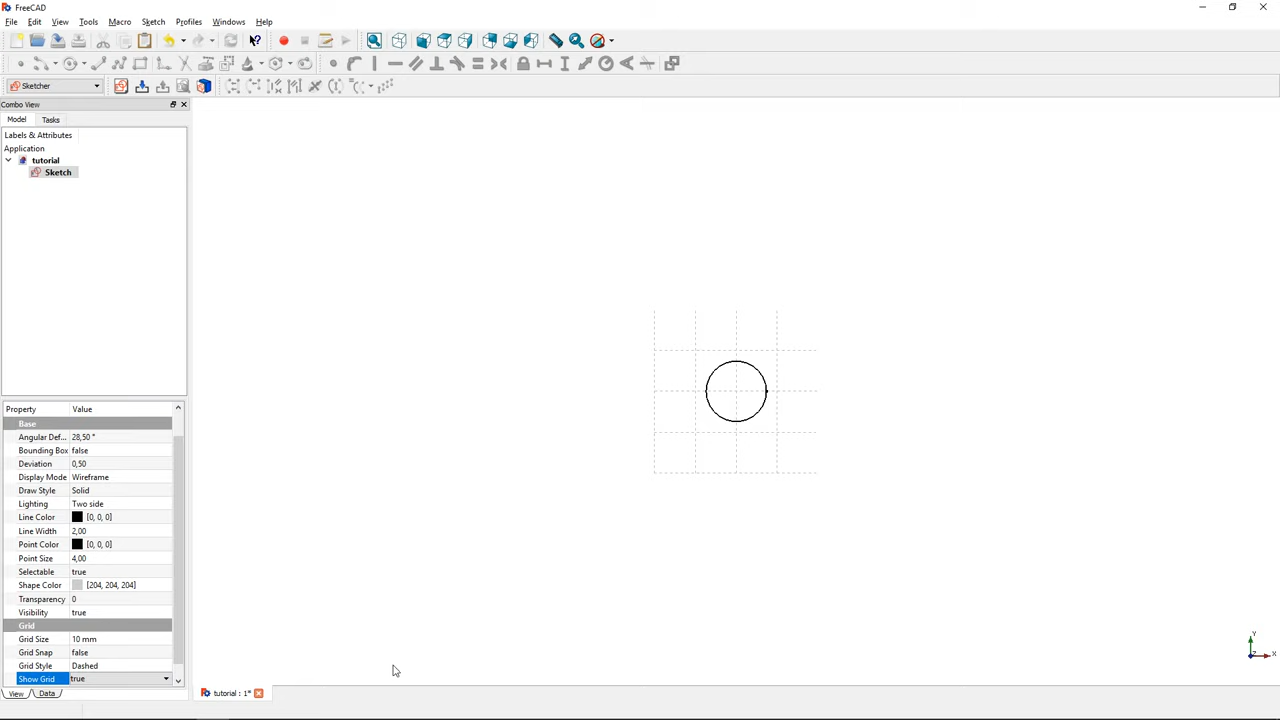 FreeCAD
File Edit View Tools Macro Sketch Profiles Windows Help
Sketcher
Combo View
Model Tasks
Labels & Attributes
Application
tutorial
Sketch
Property Value
Base
Angular Def... 28,50 °
Bounding Box false
Deviation 0,50
Display Mode Wireframe
Draw Style Solid
Lighting Two side
Line Color [0, 0, 0]
Line Width 2,00
Point Color [0, 0, 0]
Point Size 4,00
Selectable true
Shape Color [204, 204, 204]
Transparency 0
Visibility true
Grid
Grid Size 10 mm
Grid Snap false
Grid Style Dashed
Show Grid true
View Data
tutorial : 1*
Y
Z X